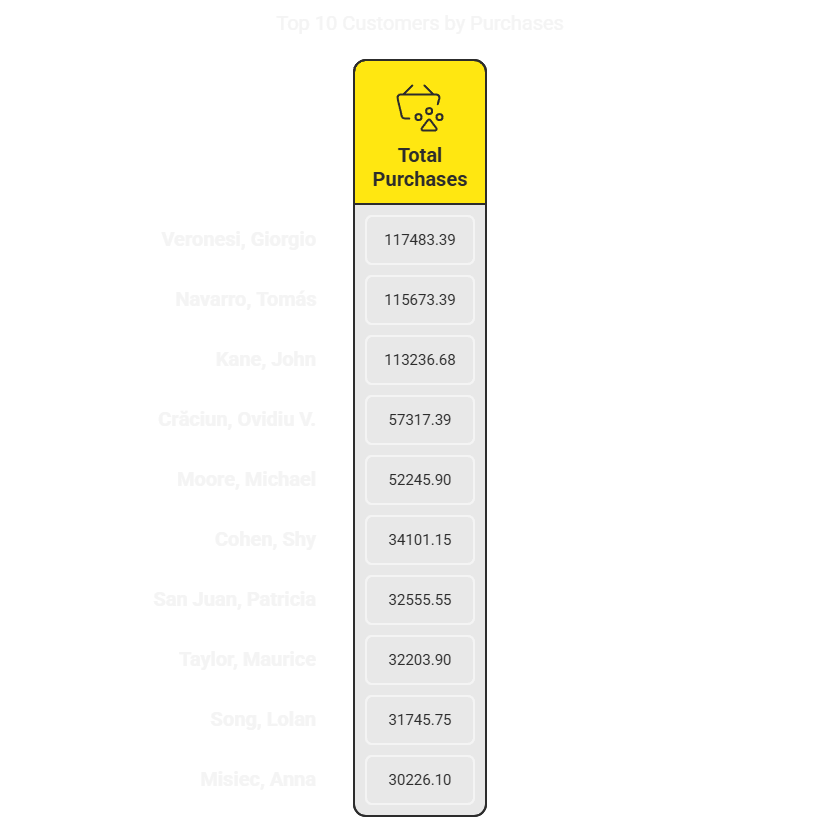 Top 10 Customers by Purchases
Total
Purchases
Veronesi, Giorgio 117483.39
Navarro, Tomás 115673.39
Kane, John 113236.68
Crăciun, Ovidiu V. 57317.39
Moore, Michael 52245.90
Cohen, Shy 34101.15
San Juan, Patricia 32555.55
Taylor, Maurice 32203.90
Song, Lolan 31745.75
Misiec, Anna 30226.10